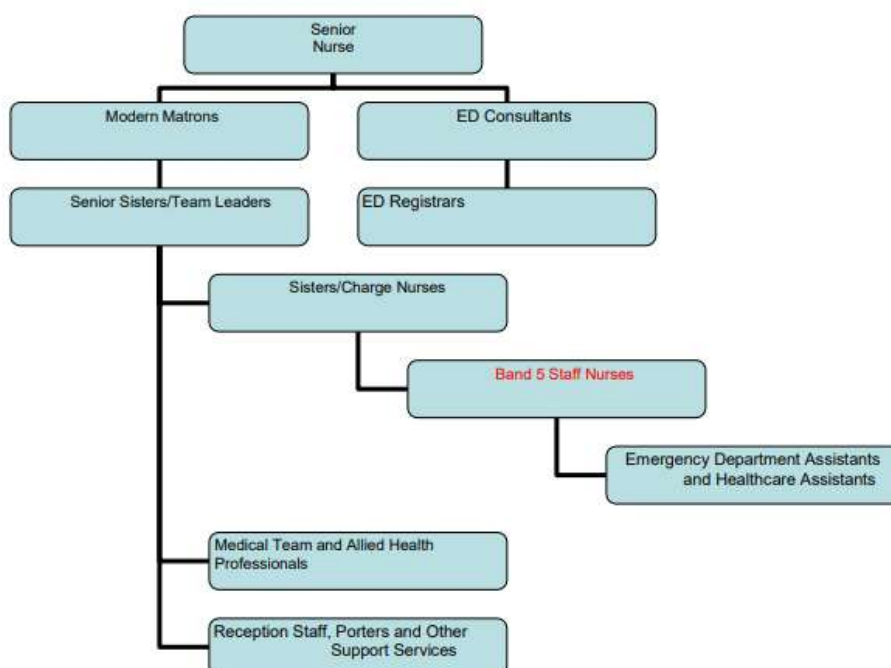 Senior
Nurse
Modern Matrons
ED Consultants
Senior Sisters/Team Leaders
ED Registrars
Sisters/Charge Nurses
Band 5 Staff Nurses
Emergency Department Assistants
and Healthcare Assistants
Medical Team and Allied Health
Professionals
Reception Staff, Porters and Other
Support Services